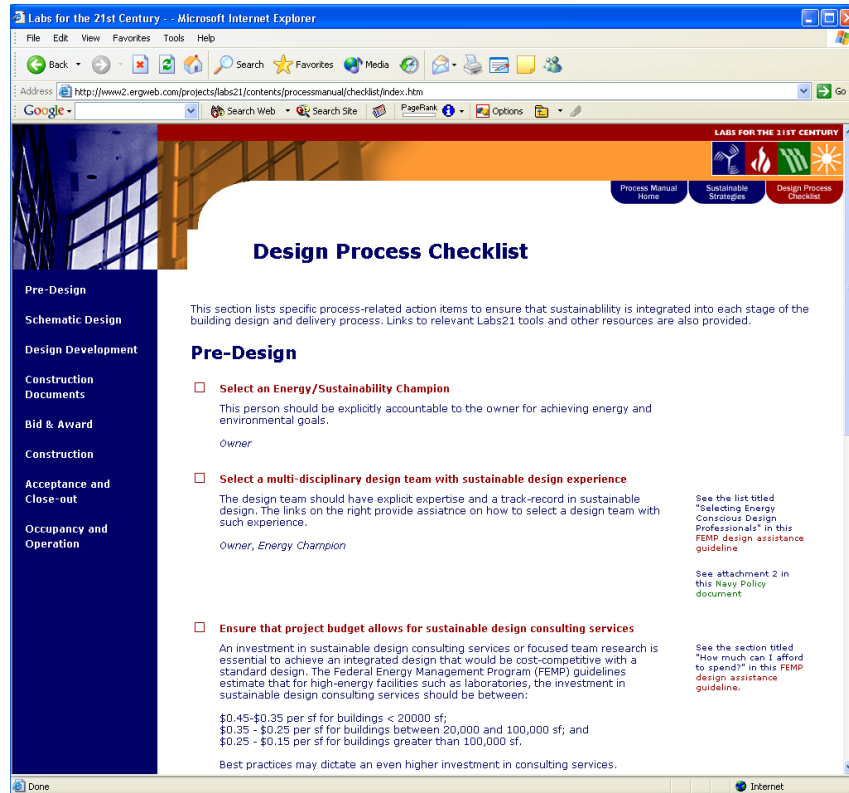 Labs for the 21st Century - - Microsoft Internet Explorer
File Edit View Favorites Tools Help
Back Search Favorites Media
Address http://www2.ergweb.com/projects/labs21/contents/processmanual/checklist/index.htm Go
Google Search Web Search Site PageRank Options
LABS FOR THE 21ST CENTURY
Process Manual Home
Sustainable Strategies
Design Process Checklist
Design Process Checklist
Pre-Design
Schematic Design
Design Development
Construction
Documents
Bid & Award
Construction
Acceptance and
Close-out
Occupancy and
Operation
This section lists specific process-related action items to ensure that sustainablility is integrated into each stage of the
building design and delivery process. Links to relevant Labs21 tools and other resources are also provided.
Pre-Design
Select an Energy/Sustainability Champion
This person should be explicitly accountable to the owner for achieving energy and
environmental goals.
Owner
Select a multi-disciplinary design team with sustainable design experience
The design team should have explicit expertise and a track-record in sustainable
design. The links on the right provide assiatnce on how to select a design team with
such experience.
Owner, Energy Champion
See the list titled
"Selecting Energy
Conscious Design
Professionals" in this
FEMP design assistance
guideline
See attachment 2 in
this Navy Policy
document
Ensure that project budget allows for sustainable design consulting services
An investment in sustainable design consulting services or focused team research is
essential to achieve an integrated design that would be cost-competitive with a
standard design. The Federal Energy Management Program (FEMP) guidelines
estimate that for high-energy facilities such as laboratories, the investment in
sustainable design consulting services should be between:
$0.45-$0.35 per sf for buildings < 20000 sf;
$0.35 - $0.25 per sf for buildings between 20,000 and 100,000 sf; and
$0.25 - $0.15 per sf for buildings greater than 100,000 sf.
Best practices may dictate an even higher investment in consulting services.
See the section titled
"How much can I afford
to spend?" in this FEMP
design assistance
guideline.
Done Internet